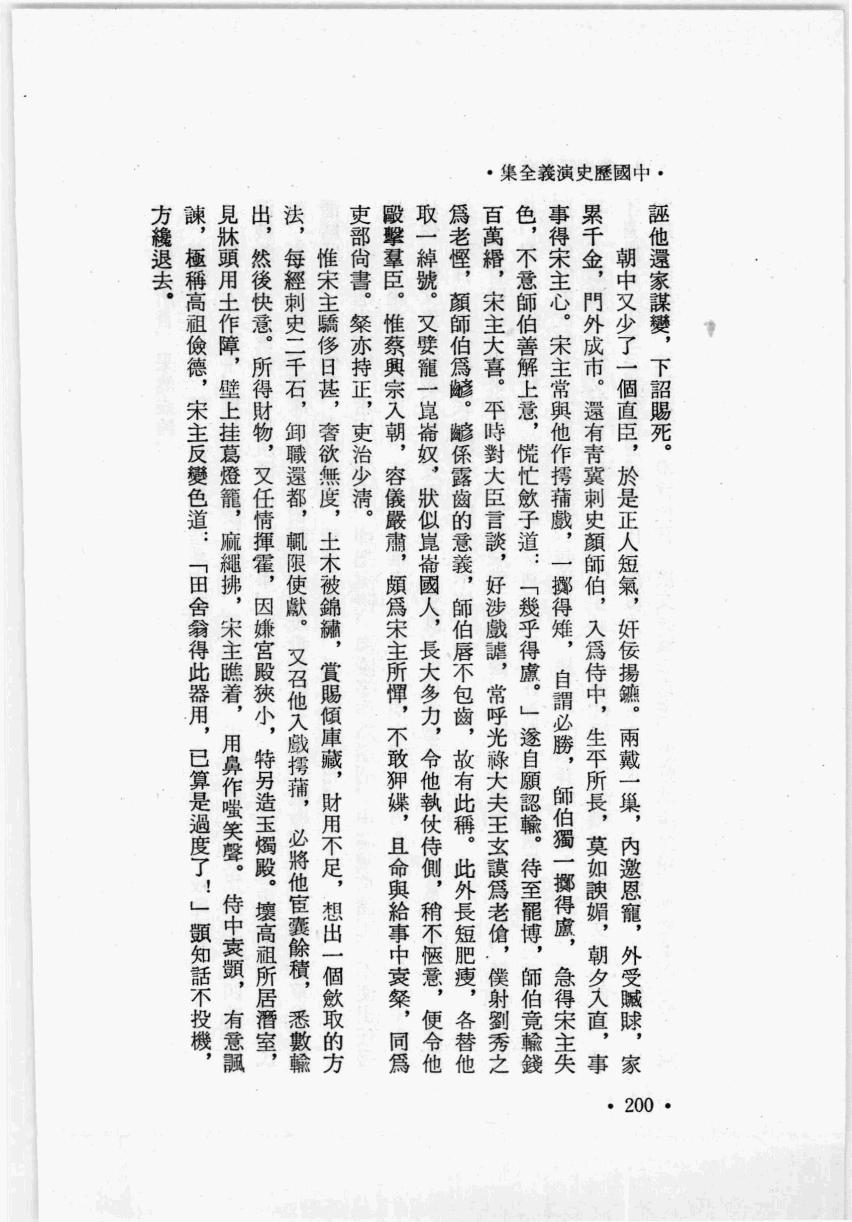 ·中國歷史演義全集·
誣他還家謀變，下詔賜死。
朝中又少了一個直臣，於是正人短氣，奸佞揚鑣。兩戴一巢，內邀恩寵，外受贓賕，家
累千金，門外成市。還有青冀刺史顏師伯，入爲侍中，生平所長，莫如諛媚，朝夕入直，事
事得宋主心。宋主常與他作摴蒱戲，一擲得雉，自謂必勝，師伯獨一擲得盧，急得宋主失
色，不意師伯善解上意，慌忙斂子道：「幾乎得盧。」遂自願認輸。待至罷博，師伯竟輸錢
百萬緡，宋主大喜。平時對大臣言談，好涉戲謔，常呼光祿大夫王玄謨爲老傖，僕射劉秀之
爲老慳，顏師伯爲齴。齴係露齒的意義，師伯唇不包齒，故有此稱。此外長短肥瘦，各替他
取一綽號。又嬖寵一崑崙奴，狀似崑崙國人，長大多力，令他執仗侍側，稍不愜意，便令他
毆擊羣臣。惟蔡興宗入朝，容儀嚴肅，頗爲宋主所憚，不敢狎媟，且命與給事中袁粲，同爲
吏部尚書。粲亦持正，吏治少清。
惟宋主驕侈日甚，奢欲無度，土木被錦繡，賞賜傾庫藏，財用不足，想出一個斂取的方
法，每經刺史二千石，卸職還都，輒限使獻。又召他入戲摴蒱，必將他宦囊餘積，悉數輸
出，然後快意。所得財物，又任情揮霍，因嫌宮殿狹小，特另造玉燭殿。壞高祖所居潛室，
見牀頭用土作障，壁上挂葛燈籠，麻繩拂，宋主瞧着，用鼻作嗤笑聲。侍中袁顗，有意諷
諫，極稱高祖儉德，宋主反變色道：「田舍翁得此器用，已算是過度了！」顗知話不投機，
方纔退去。
·200·